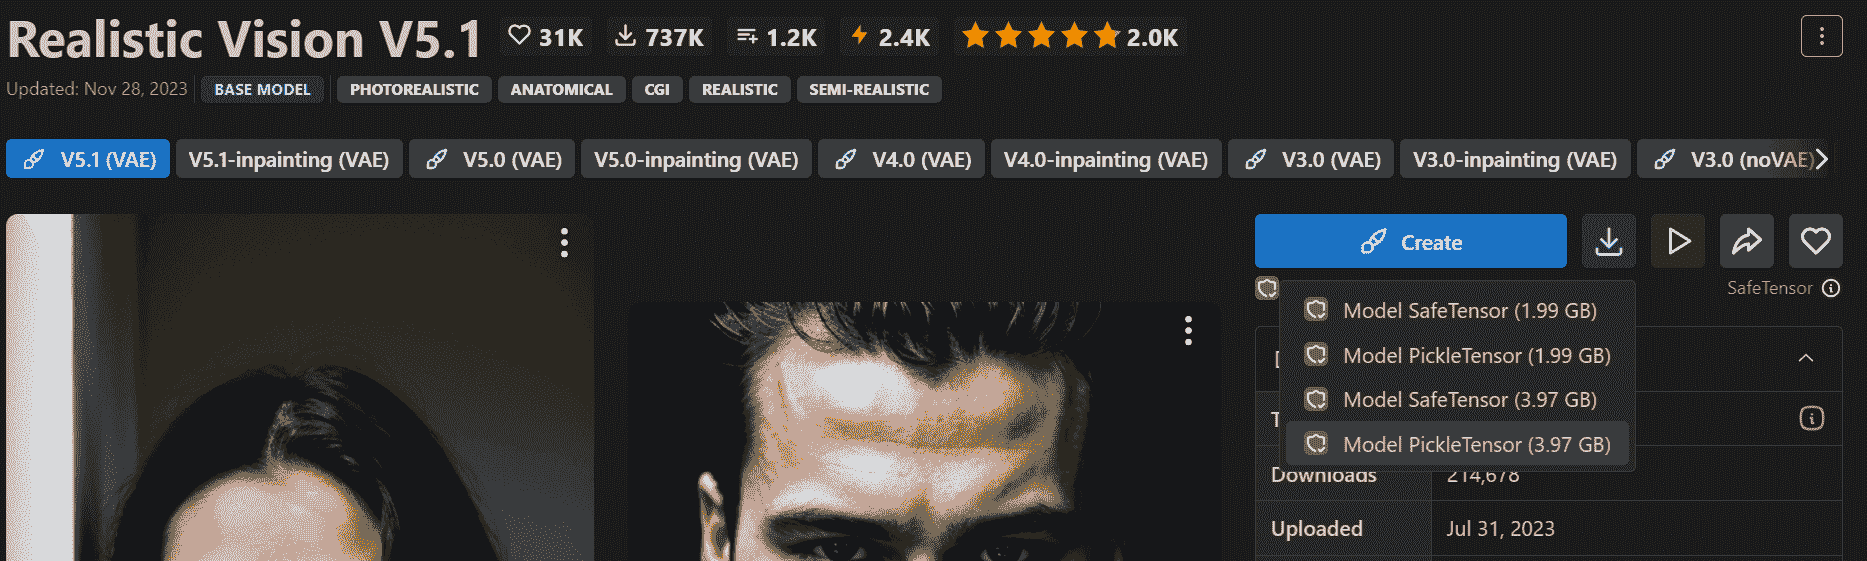 Realistic Vision V5.1 31K 737K 1.2K 2.4K 2.0K
Updated: Nov 28, 2023 BASE MODEL PHOTOREALISTIC ANATOMICAL CGI REALISTIC SEMI-REALISTIC
V5.1 (VAE) V5.1-inpainting (VAE) V5.0 (VAE) V5.0-inpainting (VAE) V4.0 (VAE) V4.0-inpainting (VAE) V3.0 (VAE) V3.0-inpainting (VAE) V3.0 (noVAE)
Create
SafeTensor
Model SafeTensor (1.99 GB)
Model PickleTensor (1.99 GB)
Model SafeTensor (3.97 GB)
Model PickleTensor (3.97 GB)
Downloads 214,678
Uploaded Jul 31, 2023